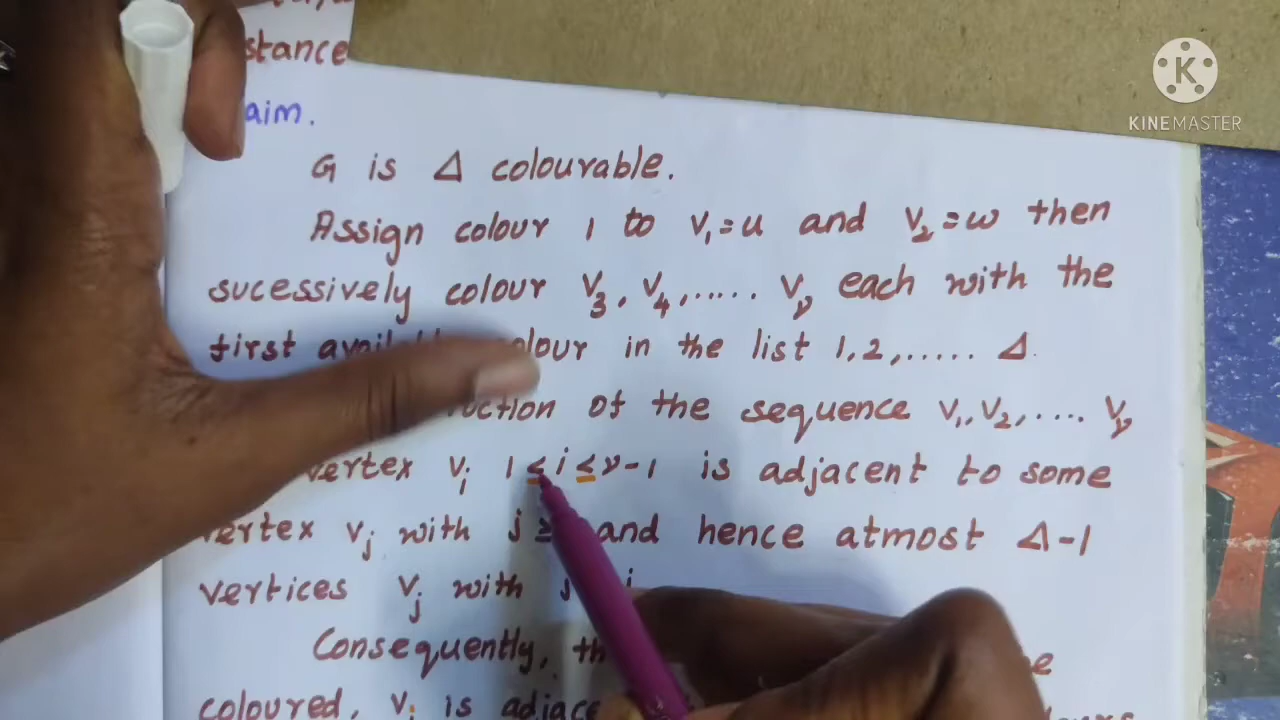 stance
aim.
G is Δ colourable.
Assign colour 1 to V₁=u and V₂=w then
sucessively colour V₃, V₄,...... Vᵧ each with the
first colour in the list 1,2,..... Δ.
of the sequence V₁,V₂,.... Vᵧ
vertex Vᵢ 1≤i≤γ-1 is adjacent to some
vertex Vⱼ with j and hence atmost Δ-1
vertices Vⱼ with j
Consequently,
coloured, Vᵢ is
KINEMASTER